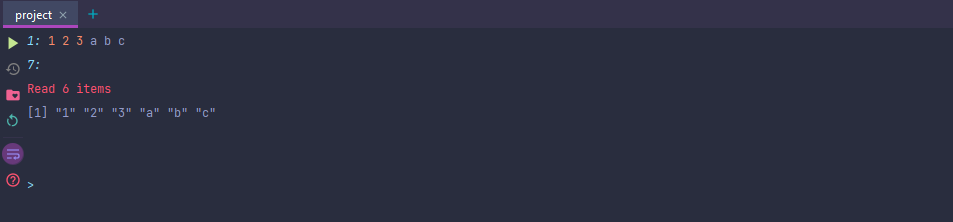 project
1: 1 2 3 a b c
7:
Read 6 items
[1] "1" "2" "3" "a" "b" "c"
>